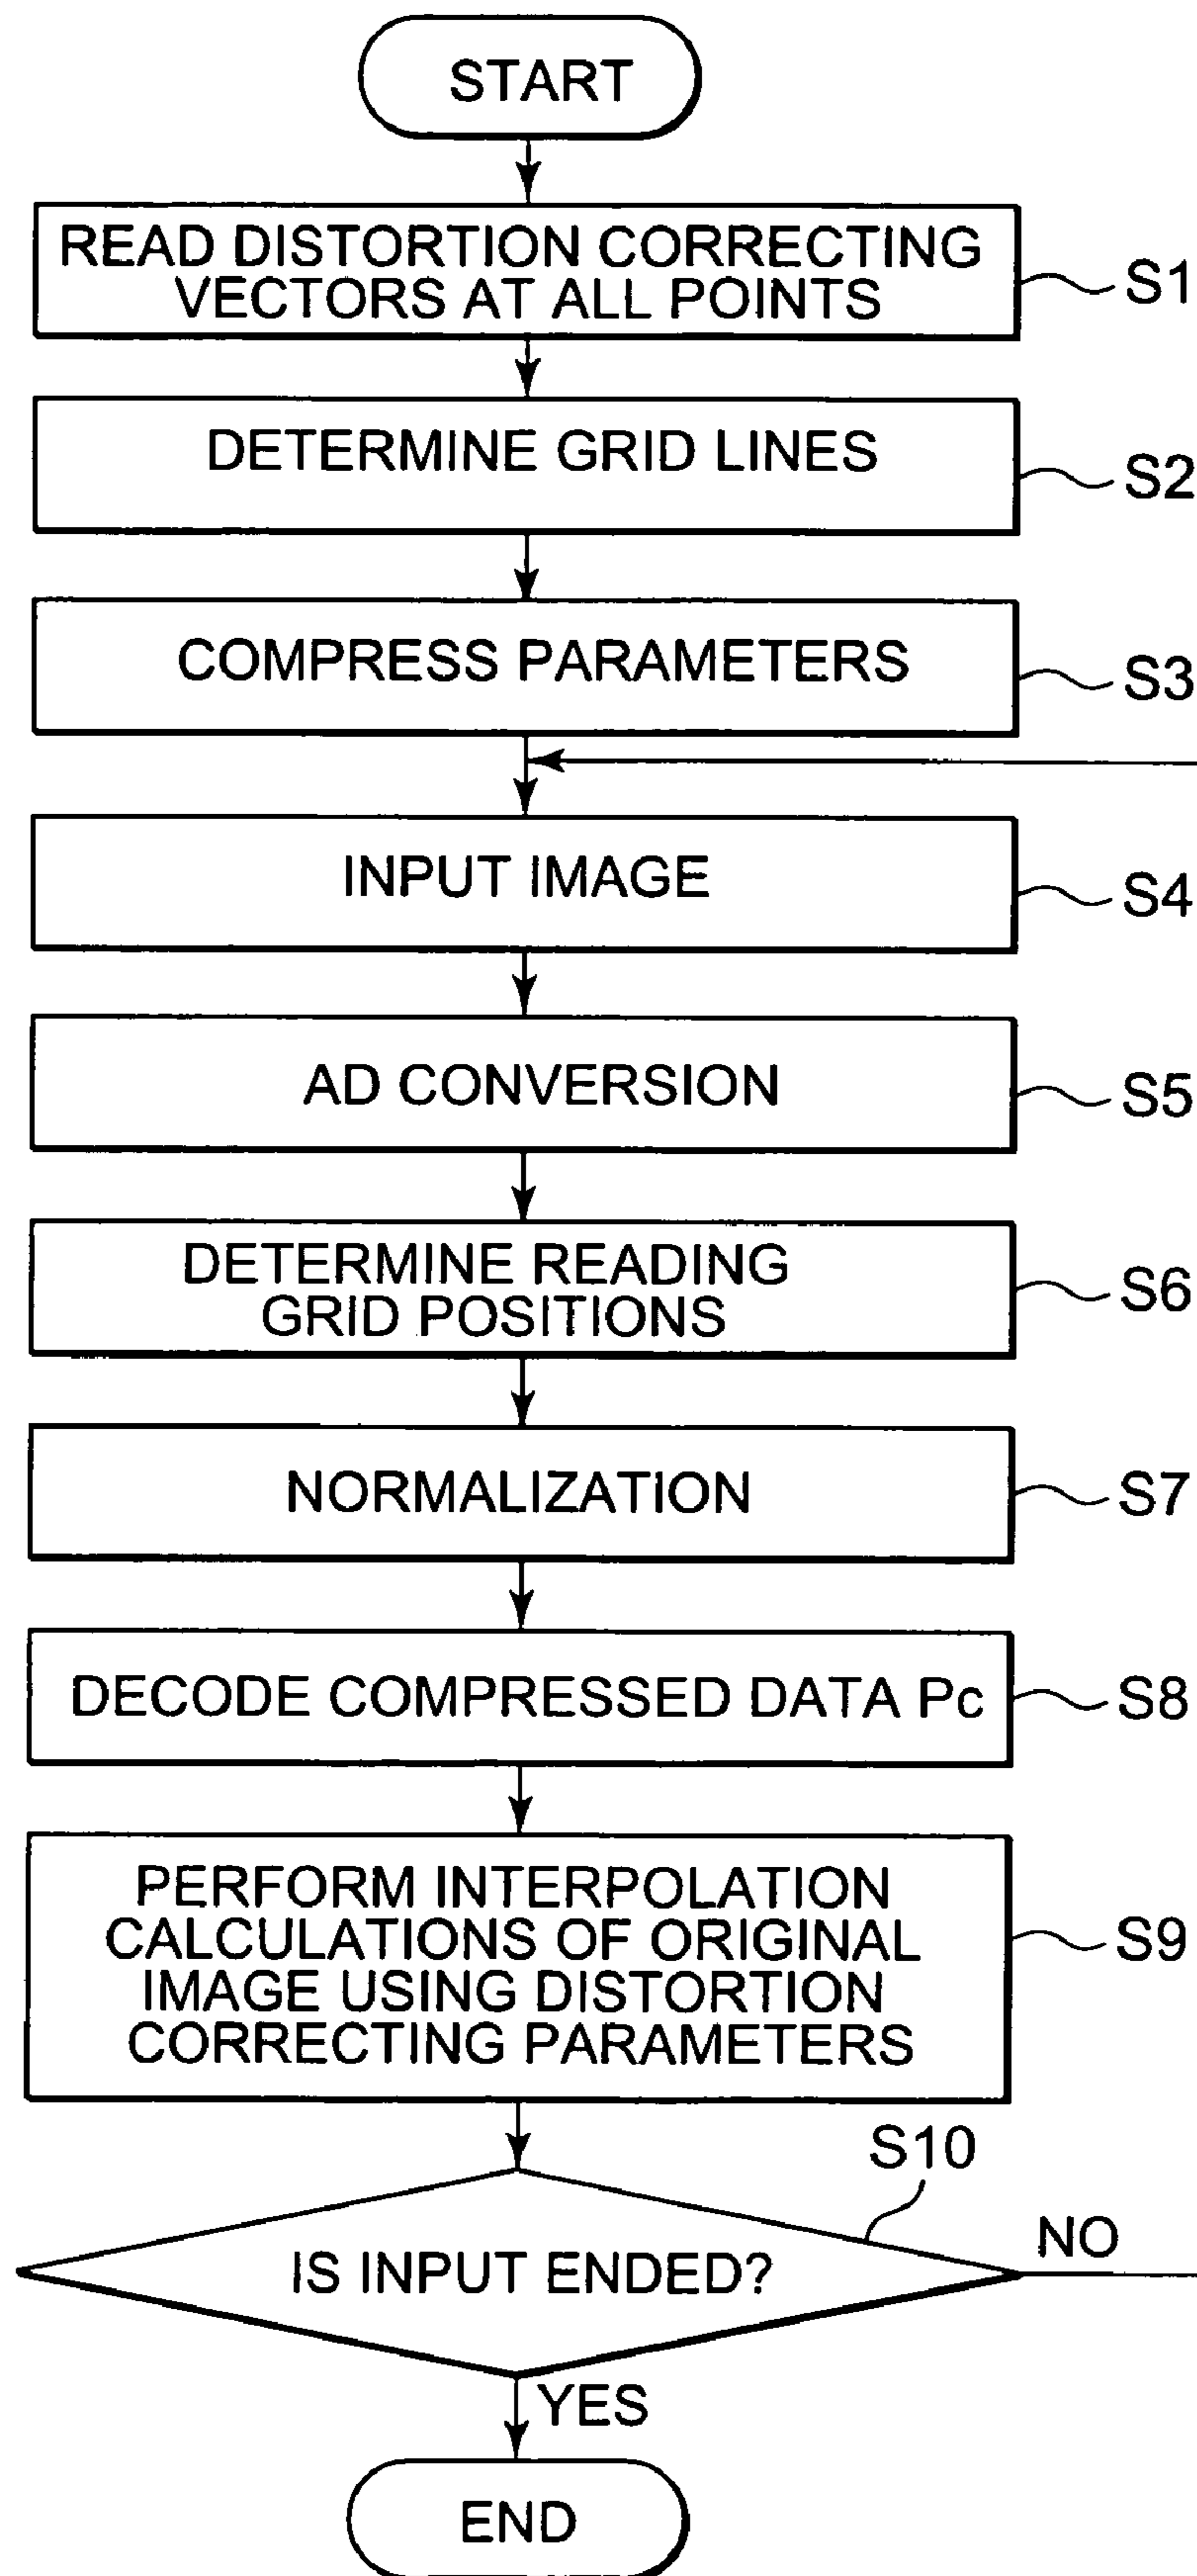 START
READ DISTORTION CORRECTING
VECTORS AT ALL POINTS
S1
DETERMINE GRID LINES
S2
COMPRESS PARAMETERS
S3
INPUT IMAGE
S4
AD CONVERSION
S5
DETERMINE READING
GRID POSITIONS
S6
NORMALIZATION
S7
DECODE COMPRESSED DATA Pc
S8
PERFORM INTERPOLATION
CALCULATIONS OF ORIGINAL
IMAGE USING DISTORTION
CORRECTING PARAMETERS
S9
S10
IS INPUT ENDED?
NO
YES
END